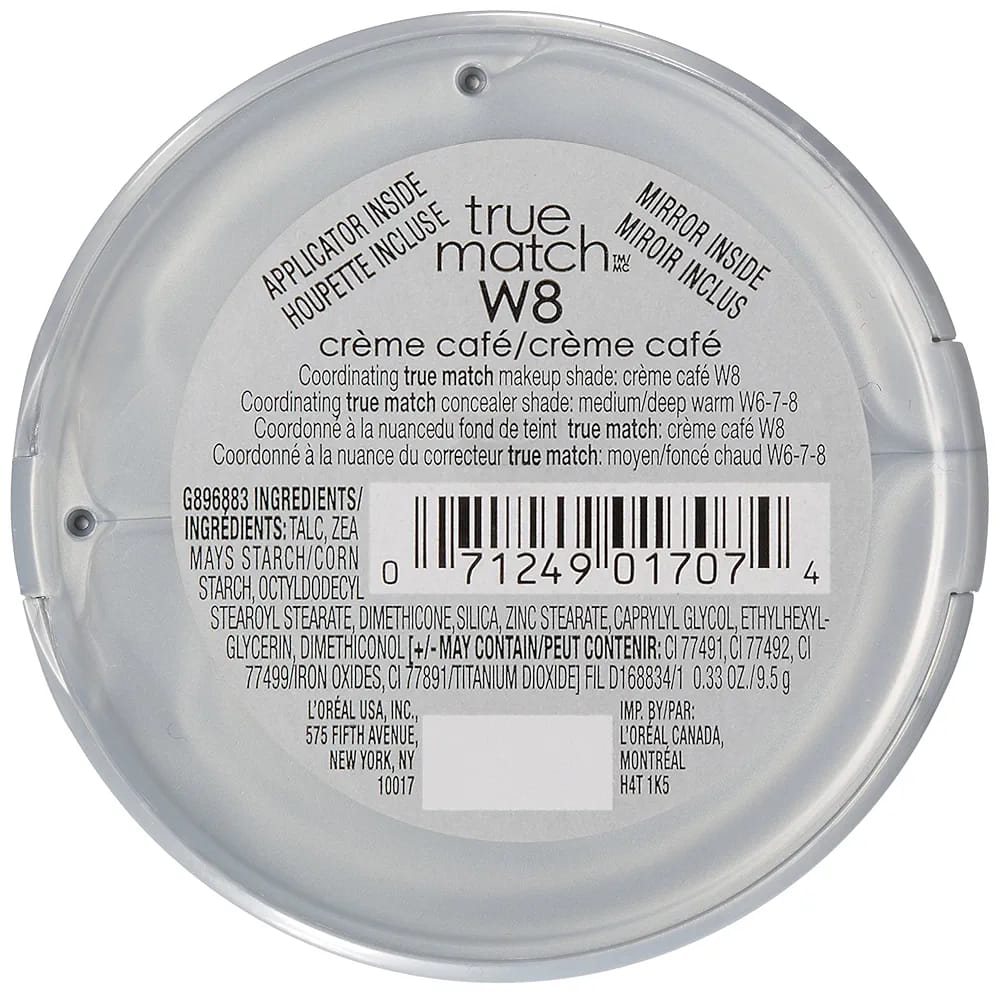 APPLICATOR INSIDE
HOUPETTE INCLUSE
true
match TM/MC
MIRROR INSIDE
MIROIR INCLUS
W8
crème café/crème café
Coordinating true match makeup shade: crème café W8
Coordinating true match concealer shade: medium/deep warm W6-7-8
Coordonné à la nuancedu fond de teint true match: crème café W8
Coordonné à la nuance du correcteur true match: moyen/foncé chaud W6-7-8
G896883 INGREDIENTS/
INGRÉDIENTS: TALC, ZEA
MAYS STARCH/CORN
STARCH, OCTYLDODECYL
0 71249 01707 4
STEAROYL STEARATE, DIMETHICONE, SILICA, ZINC STEARATE, CAPRYLYL GLYCOL, ETHYLHEXYL-
GLYCERIN, DIMETHICONOL [+/- MAY CONTAIN/PEUT CONTENIR: CI 77491, CI 77492, CI
77499/IRON OXIDES, CI 77891/TITANIUM DIOXIDE] FIL D168834/1 0.33 OZ./9.5 g
L'ORÉAL USA, INC.,
575 FIFTH AVENUE,
NEW YORK, NY
10017
IMP. BY/PAR:
L'ORÉAL CANADA,
MONTRÉAL
H4T 1K5